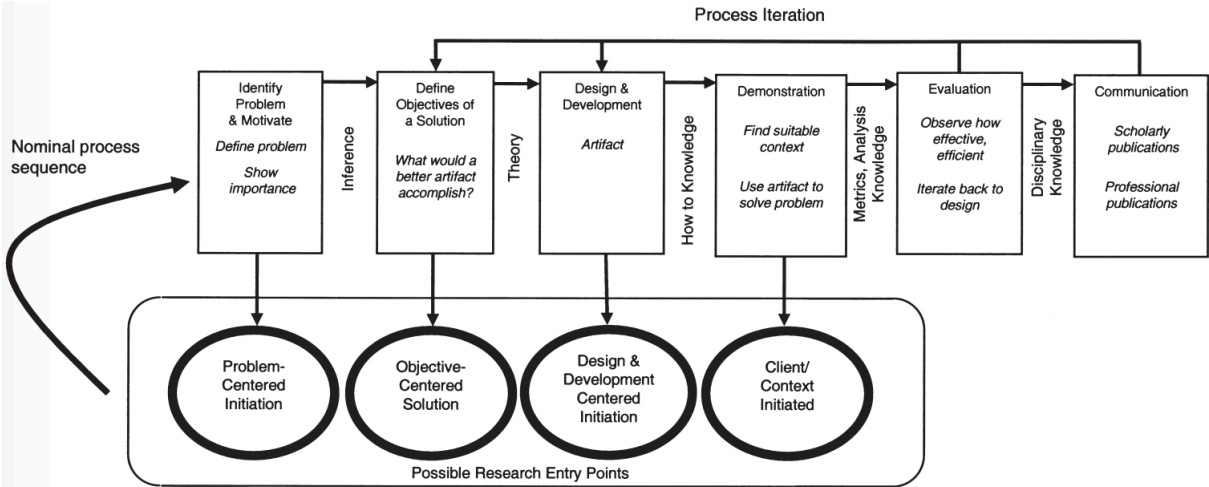 Process Iteration
Nominal process
sequence
Identify
Problem
& Motivate
Define problem
Show
importance
Inference
Define
Objectives of
a Solution
What would a
better artifact
accomplish?
Theory
Design &
Development
Artifact
How to Knowledge
Demonstration
Find suitable
context
Use artifact to
solve problem
Metrics, Analysis
Knowledge
Evaluation
Observe how
effective,
efficient
Iterate back to
design
Disciplinary
Knowledge
Communication
Scholarly
publications
Professional
publications
Problem-
Centered
Initiation
Objective-
Centered
Solution
Design &
Development
Centered
Initiation
Client/
Context
Initiated
Possible Research Entry Points